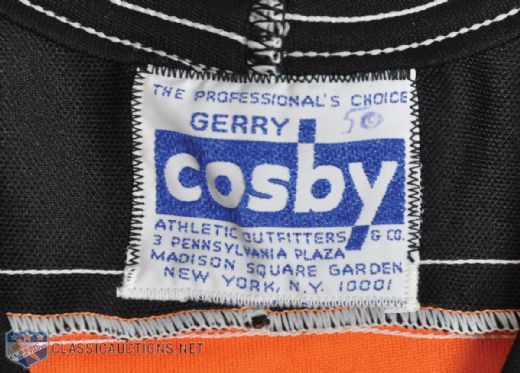 THE PROFESSIONAL'S CHOICE
GERRY 50
cosby
ATHLETIC OUTFITTERS & CO.
3 PENNSYLVANIA PLAZA
MADISON SQUARE GARDEN
NEW YORK, N.Y. 10001
CLASSICAUCTIONS.NET